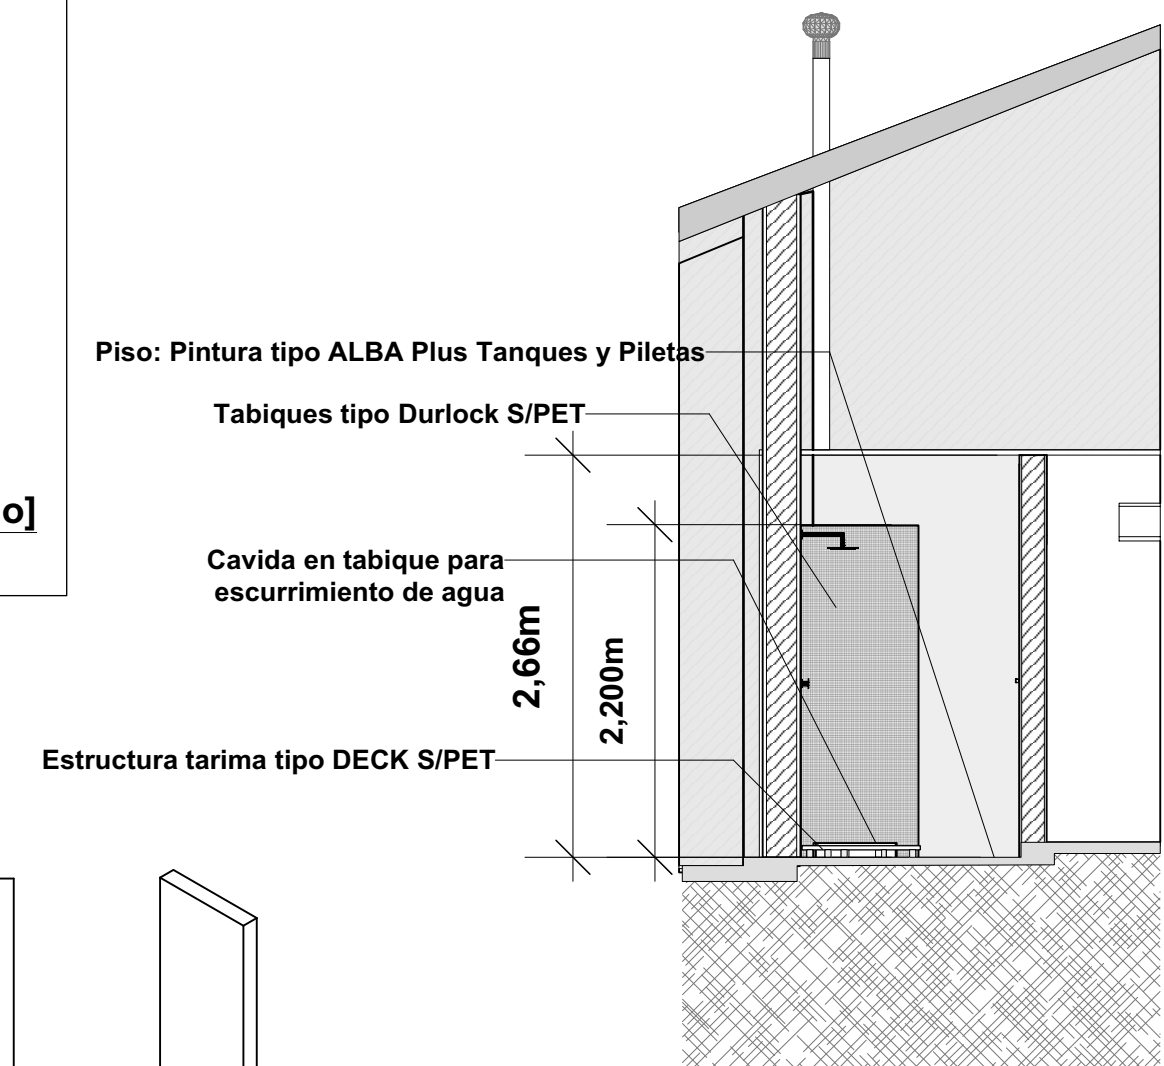 Piso: Pintura tipo ALBA Plus Tanques y Piletas
Tabiques tipo Durlock S/PET
o]
Cavida en tabique para
escurrimiento de agua
2,66m
2,200m
Estructura tarima tipo DECK S/PET